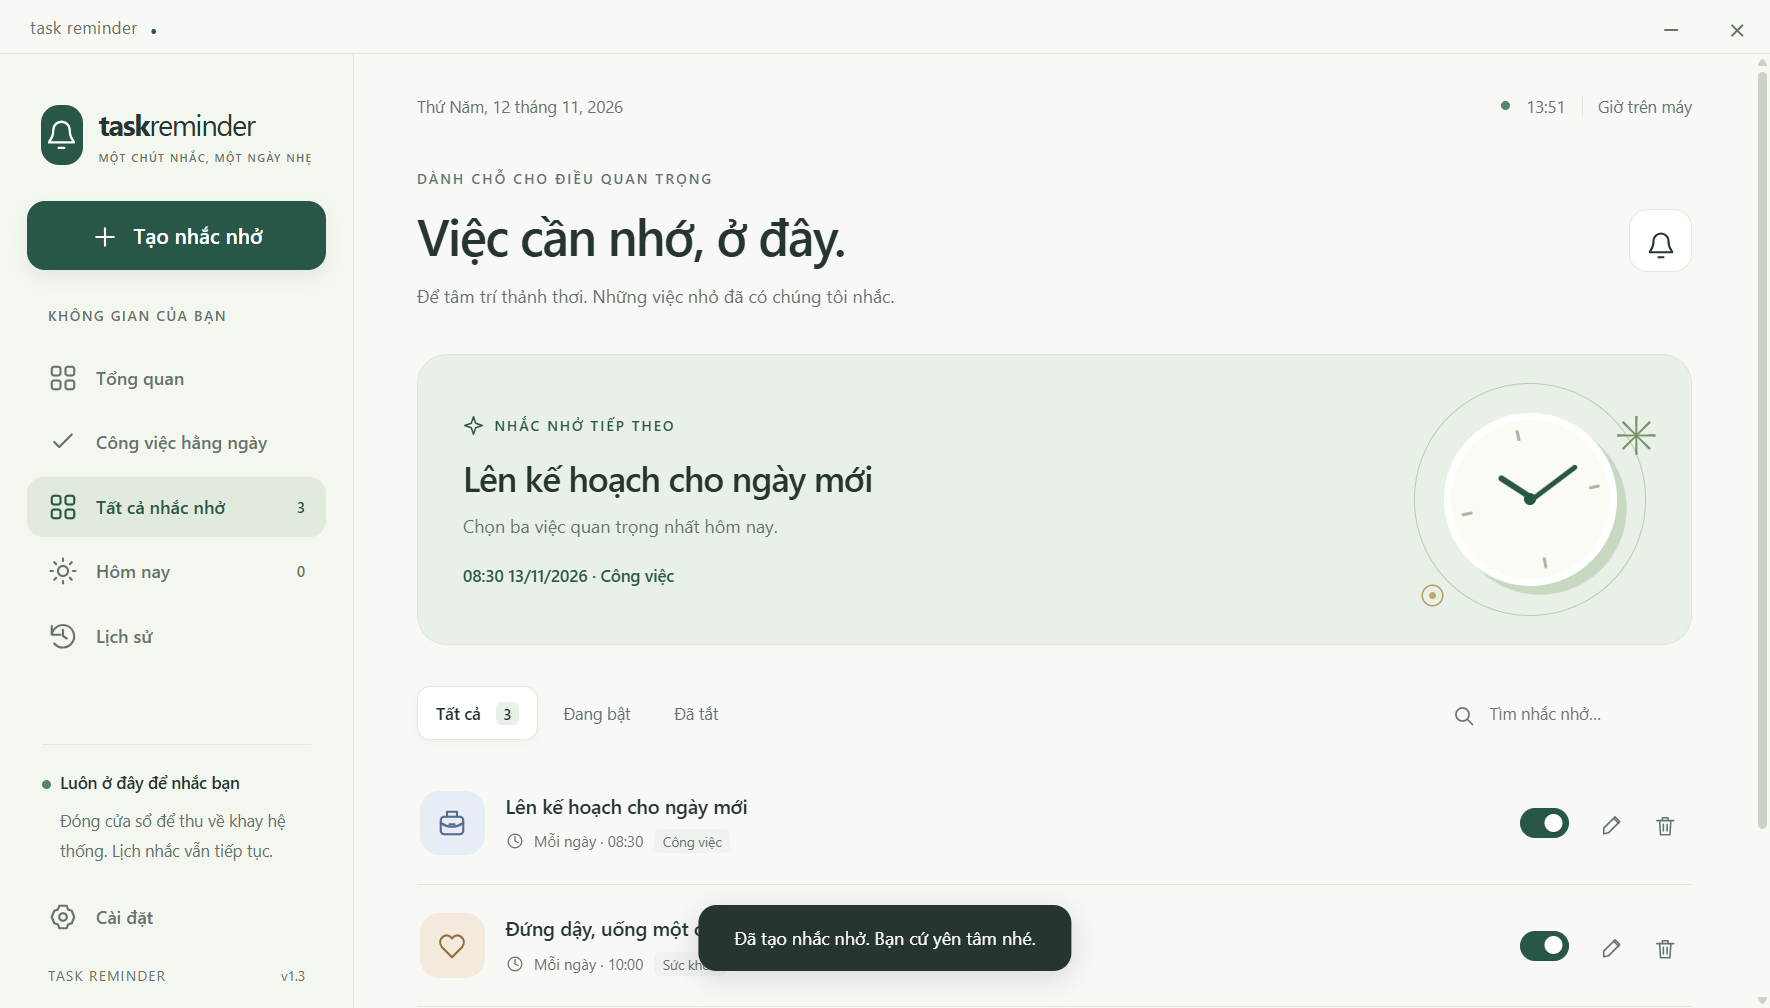 task reminder
taskreminder
MỘT CHÚT NHẮC, MỘT NGÀY NHẸ
Tạo nhắc nhở
KHÔNG GIAN CỦA BẠN
Tổng quan
Công việc hằng ngày
Tất cả nhắc nhở 3
Hôm nay 0
Lịch sử
Luôn ở đây để nhắc bạn
Đóng cửa sổ để thu về khay hệ
thống. Lịch nhắc vẫn tiếp tục.
Cài đặt
TASK REMINDER v1.3
Thứ Năm, 12 tháng 11, 2026
13:51 Giờ trên máy
DÀNH CHỖ CHO ĐIỀU QUAN TRỌNG
Việc cần nhớ, ở đây.
Để tâm trí thảnh thơi. Những việc nhỏ đã có chúng tôi nhắc.
NHẮC NHỞ TIẾP THEO
Lên kế hoạch cho ngày mới
Chọn ba việc quan trọng nhất hôm nay.
08:30 13/11/2026 · Công việc
Tất cả 3 Đang bật Đã tắt
Tìm nhắc nhở...
Lên kế hoạch cho ngày mới
Mỗi ngày · 08:30 Công việc
Đứng dậy, uống một
Mỗi ngày · 10:00 Sức
Đã tạo nhắc nhở. Bạn cứ yên tâm nhé.